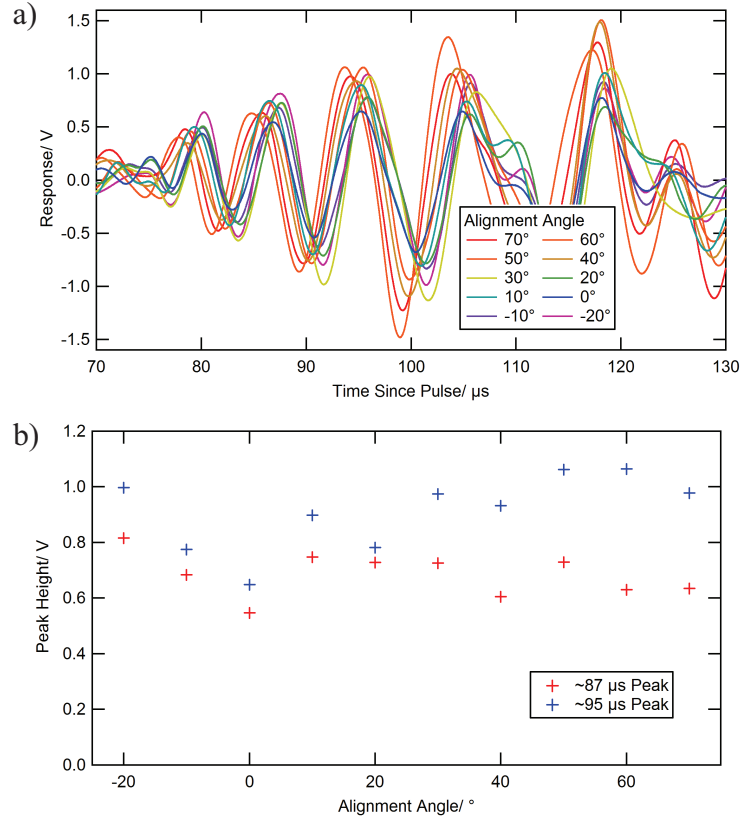 a)
1.5
1.0
0.5
0.0
-0.5
-1.0
-1.5
Response/ V
Alignment Angle
70° 60°
50° 40°
30° 20°
10° 0°
-10° -20°
70 80 90 100 110 120 130
Time Since Pulse/ µs
b)
1.2
1.0
0.8
0.6
0.4
0.2
0.0
Peak Height/ V
~87 µs Peak
~95 µs Peak
-20 0 20 40 60
Alignment Angle/ °